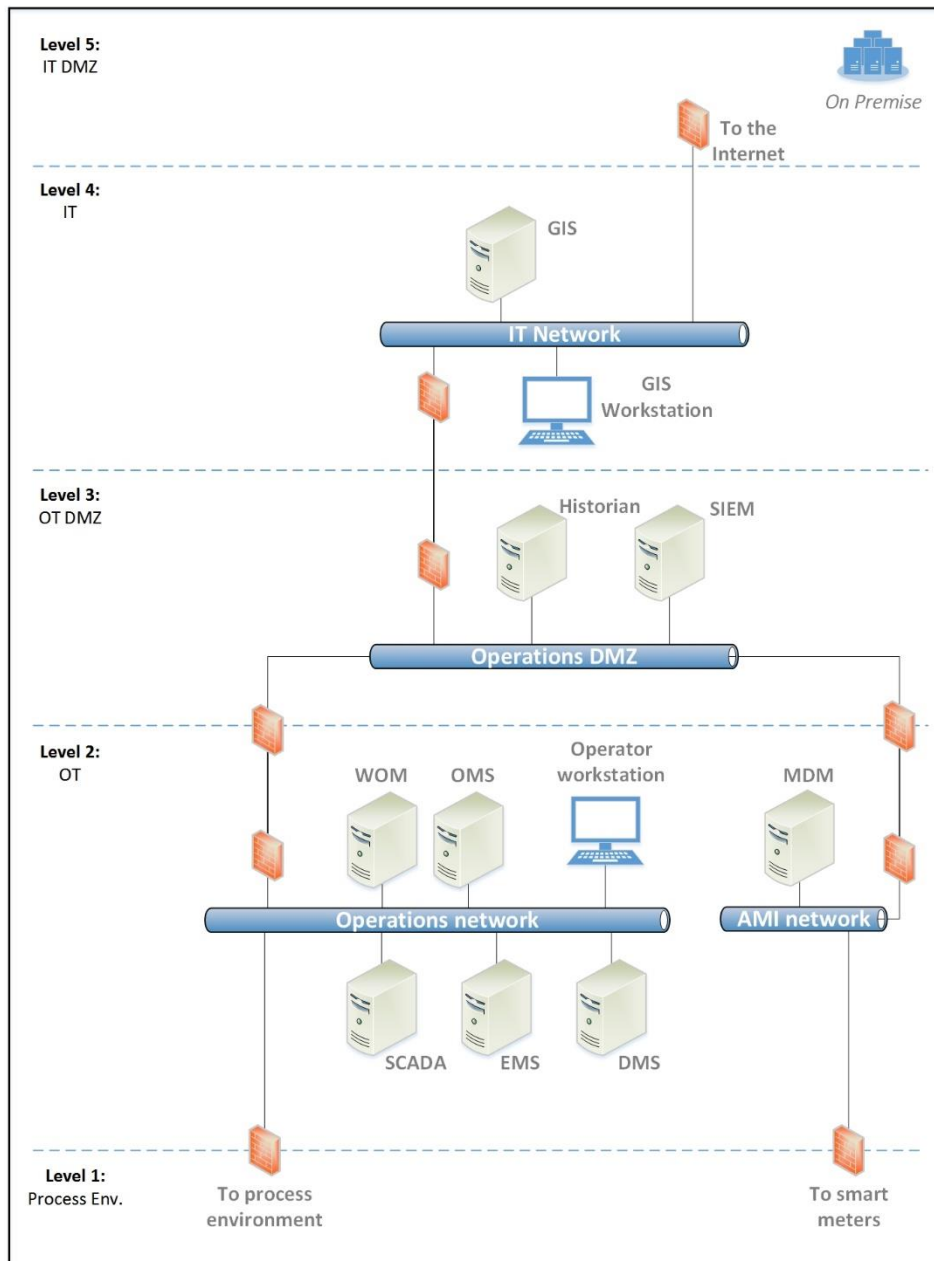 Level 5:
IT DMZ
On Premise
To the
Internet
Level 4:
IT
GIS
IT Network
GIS
Workstation
Level 3:
OT DMZ
Historian
SIEM
Operations DMZ
Level 2:
OT
WOM
OMS
Operator
workstation
MDM
Operations network
AMI network
SCADA
EMS
DMS
Level 1:
Process Env.
To process
environment
To smart
meters